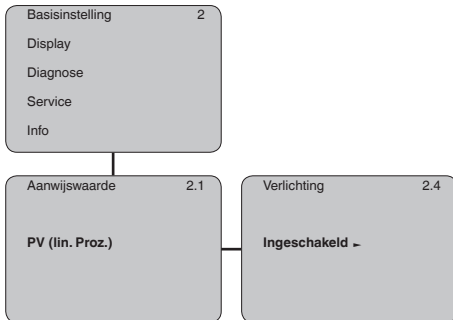 Basisinstelling 2
Display
Diagnose
Service
Info
Aanwijswaarde 2.1
PV (lin. Proz.)
Verlichting 2.4
Ingeschakeld ►